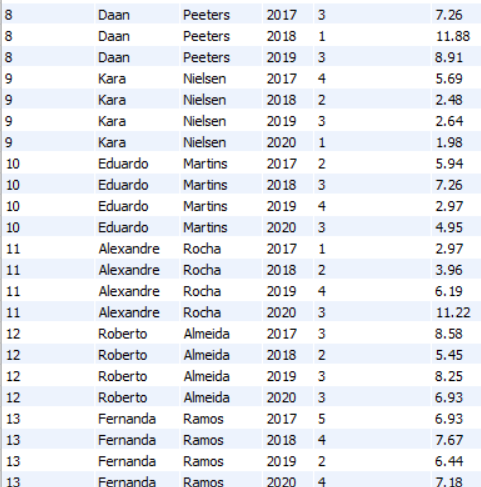 8 Daan Peeters 2017 3 7.26
8 Daan Peeters 2018 1 11.88
8 Daan Peeters 2019 3 8.91
9 Kara Nielsen 2017 4 5.69
9 Kara Nielsen 2018 2 2.48
9 Kara Nielsen 2019 3 2.64
9 Kara Nielsen 2020 1 1.98
10 Eduardo Martins 2017 2 5.94
10 Eduardo Martins 2018 3 7.26
10 Eduardo Martins 2019 4 2.97
10 Eduardo Martins 2020 3 4.95
11 Alexandre Rocha 2017 1 2.97
11 Alexandre Rocha 2018 2 3.96
11 Alexandre Rocha 2019 4 6.19
11 Alexandre Rocha 2020 3 11.22
12 Roberto Almeida 2017 3 8.58
12 Roberto Almeida 2018 2 5.45
12 Roberto Almeida 2019 3 8.25
12 Roberto Almeida 2020 3 6.93
13 Fernanda Ramos 2017 5 6.93
13 Fernanda Ramos 2018 4 7.67
13 Fernanda Ramos 2019 2 6.44
13 Fernanda Ramos 2020 4 7.18